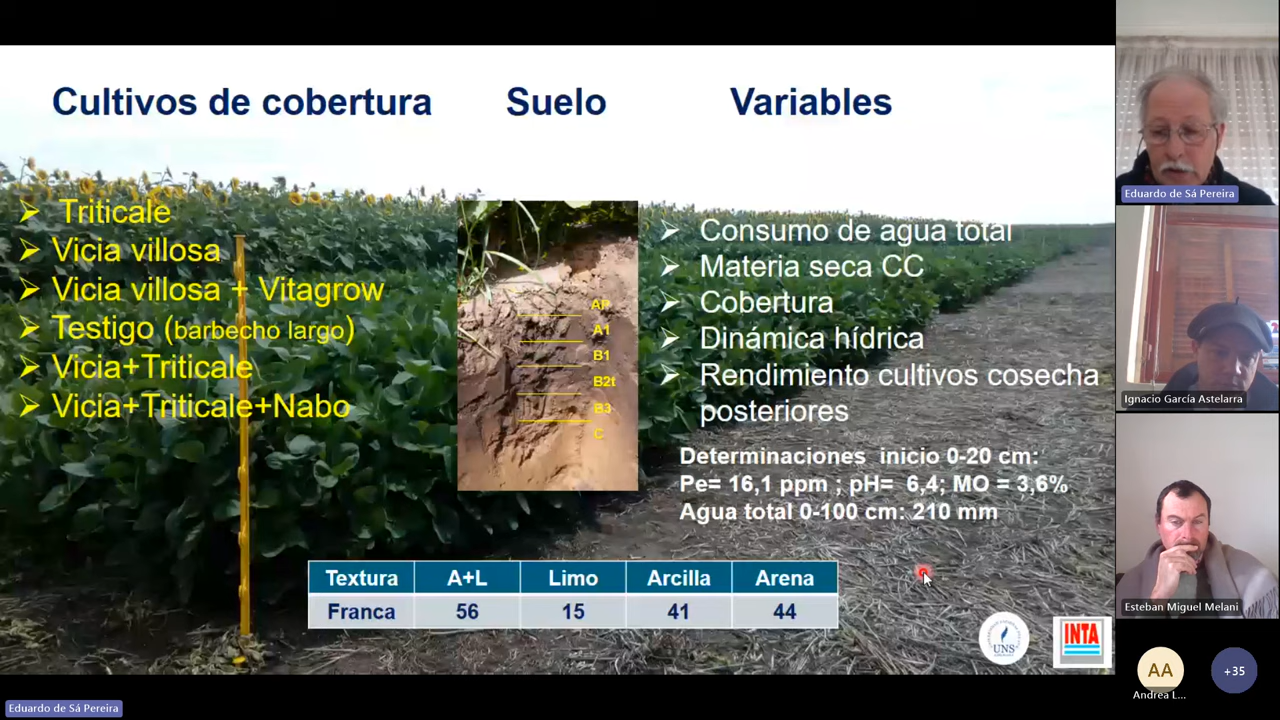 Cultivos de cobertura
Suelo
Variables
➢ Triticale
➢ Vicia villosa
➢ Vicia villosa + Vitagrow
➢ Testigo (barbecho largo)
➢ Vicia+Triticale
➢ Vicia+Triticale+Nabo
AP
A1
B1
B2t
B3
C
➢ Consumo de agua total
➢ Materia seca CC
➢ Cobertura
➢ Dinámica hídrica
➢ Rendimiento cultivos cosecha
posteriores
Determinaciones inicio 0-20 cm:
Pe= 16,1 ppm ; pH= 6,4; MO = 3,6%
Agua total 0-100 cm: 210 mm
Textura A+L Limo Arcilla Arena
Franca 56 15 41 44
UNS
INTA
Eduardo de Sá Pereira
Ignacio García Astelarra
Esteban Miguel Melani
AA
Andrea L...
+35
Eduardo de Sá Pereira